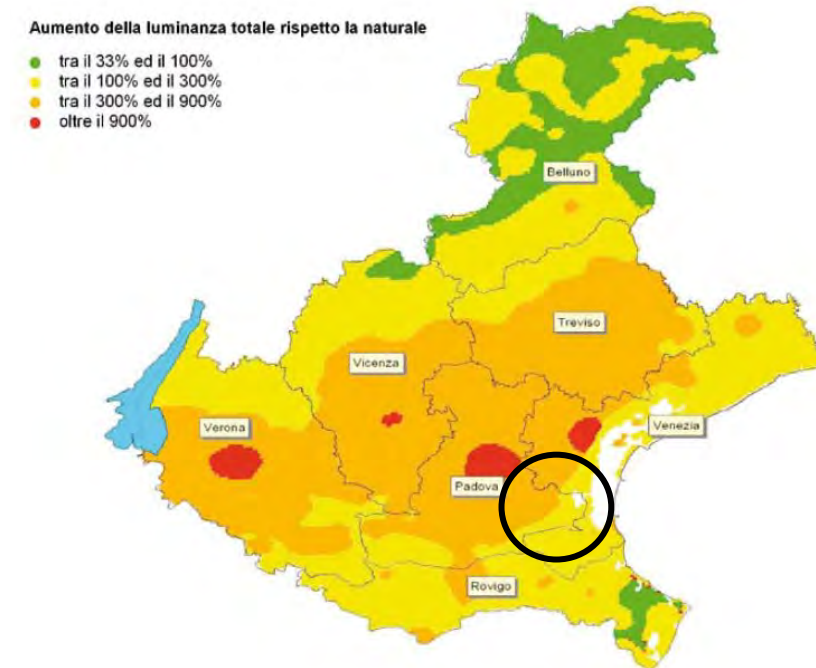 Aumento della luminanza totale rispetto la naturale
tra il 33% ed il 100%
tra il 100% ed il 300%
tra il 300% ed il 900%
oltre il 900%
Belluno
Treviso
Vicenza
Venezia
Verona
Padova
Rovigo